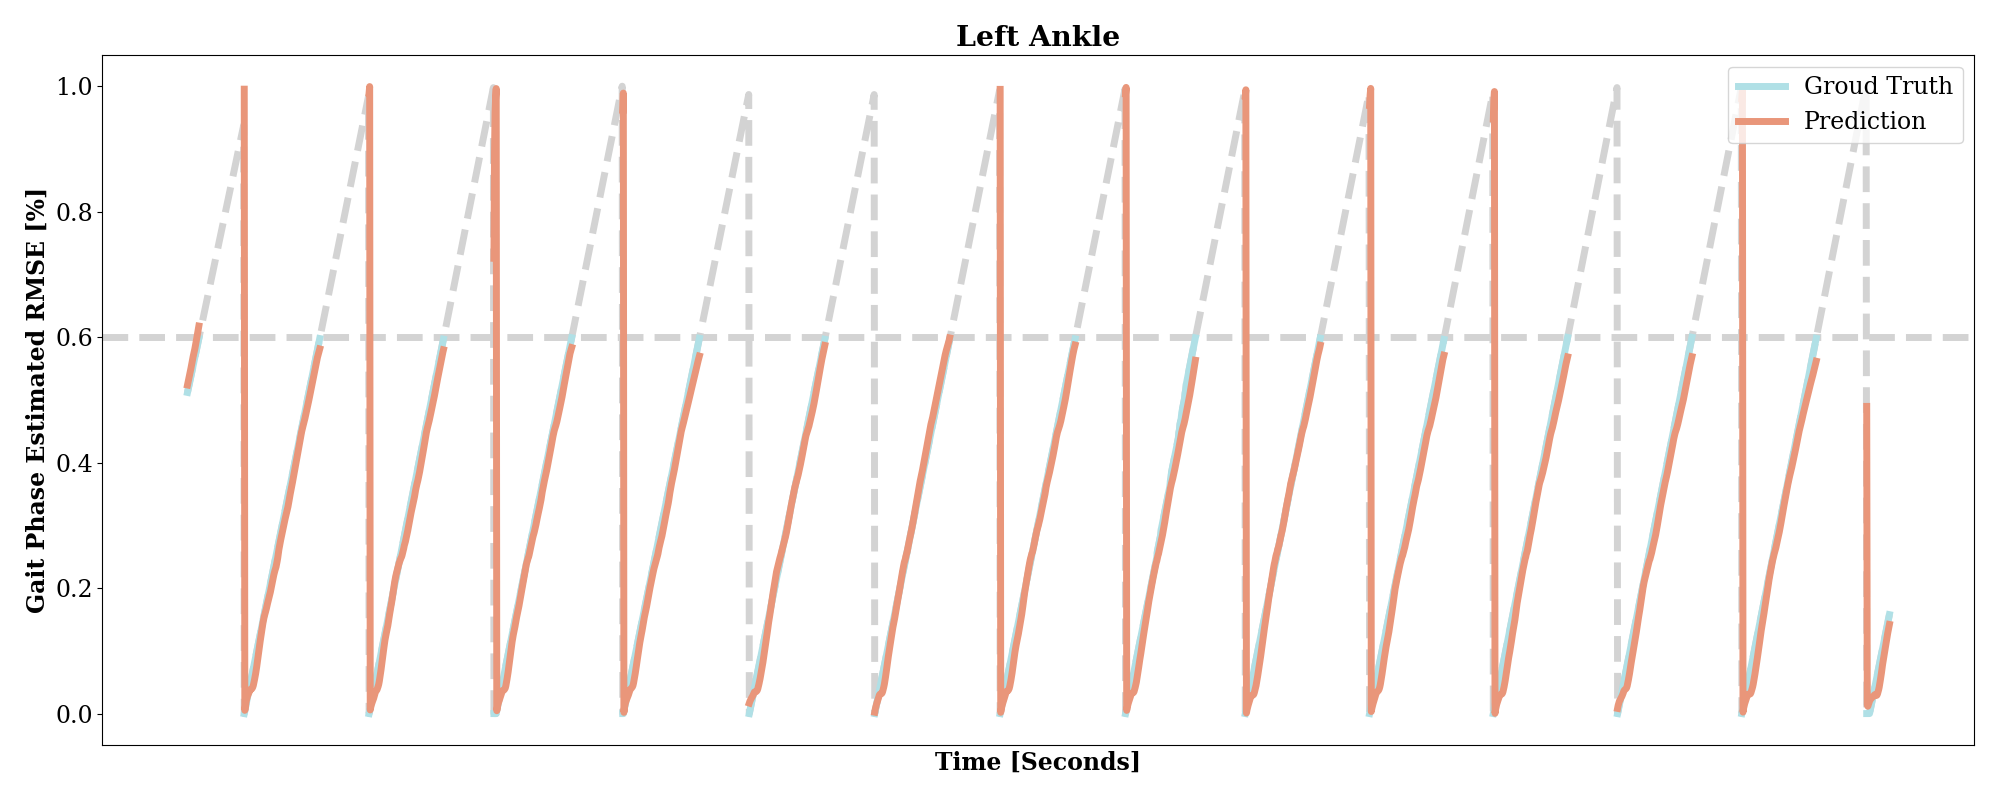 Left Ankle
Groud Truth
Prediction
Gait Phase Estimated RMSE [%]
1.0
0.8
0.6
0.4
0.2
0.0
Time [Seconds]